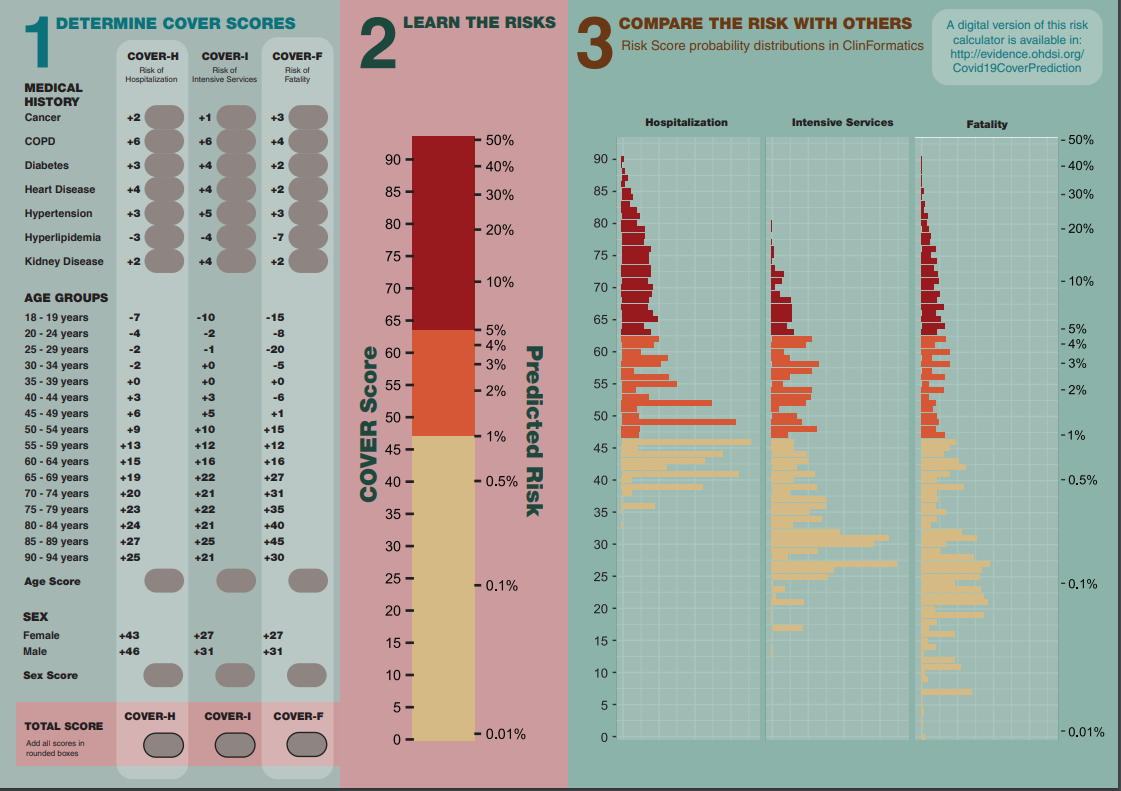 1 DETERMINE COVER SCORES
COVER-H COVER-I COVER-F
Risk of Hospitalization Risk of Intensive Services Risk of Fatality
MEDICAL
HISTORY
Cancer +2 +1 +3
COPD +6 +6 +4
Diabetes +3 +4 +2
Heart Disease +4 +4 +2
Hypertension +3 +5 +3
Hyperlipidemia -3 -4 -7
Kidney Disease +2 +4 +2
AGE GROUPS
18 - 19 years -7 -10 -15
20 - 24 years -4 -2 -8
25 - 29 years -2 -1 -20
30 - 34 years -2 +0 -5
35 - 39 years +0 +0 +0
40 - 44 years +3 +3 -6
45 - 49 years +6 +5 +1
50 - 54 years +9 +10 +15
55 - 59 years +13 +12 +12
60 - 64 years +15 +16 +16
65 - 69 years +19 +22 +27
70 - 74 years +20 +21 +31
75 - 79 years +23 +22 +35
80 - 84 years +24 +21 +40
85 - 89 years +27 +25 +45
90 - 94 years +25 +21 +30
Age Score
SEX
Female +43 +27 +27
Male +46 +31 +31
Sex Score
COVER-H COVER-I COVER-F
TOTAL SCORE
Add all scores in
rounded boxes
2 LEARN THE RISKS
COVER Score
90
85
80
75
70
65
60
55
50
45
40
35
30
25
20
15
10
5
0
50%
40%
30%
20%
10%
5%
4%
3%
2%
1%
0.5%
0.1%
0.01%
Predicted Risk
3 COMPARE THE RISK WITH OTHERS
Risk Score probability distributions in ClinFormatics
A digital version of this risk
calculator is available in:
http://evidence.ohdsi.org/
Covid19CoverPrediction
Hospitalization Intensive Services Fatality
90
85
80
75
70
65
60
55
50
45
40
35
30
25
20
15
10
5
0
50%
40%
30%
20%
10%
5%
4%
3%
2%
1%
0.5%
0.1%
0.01%